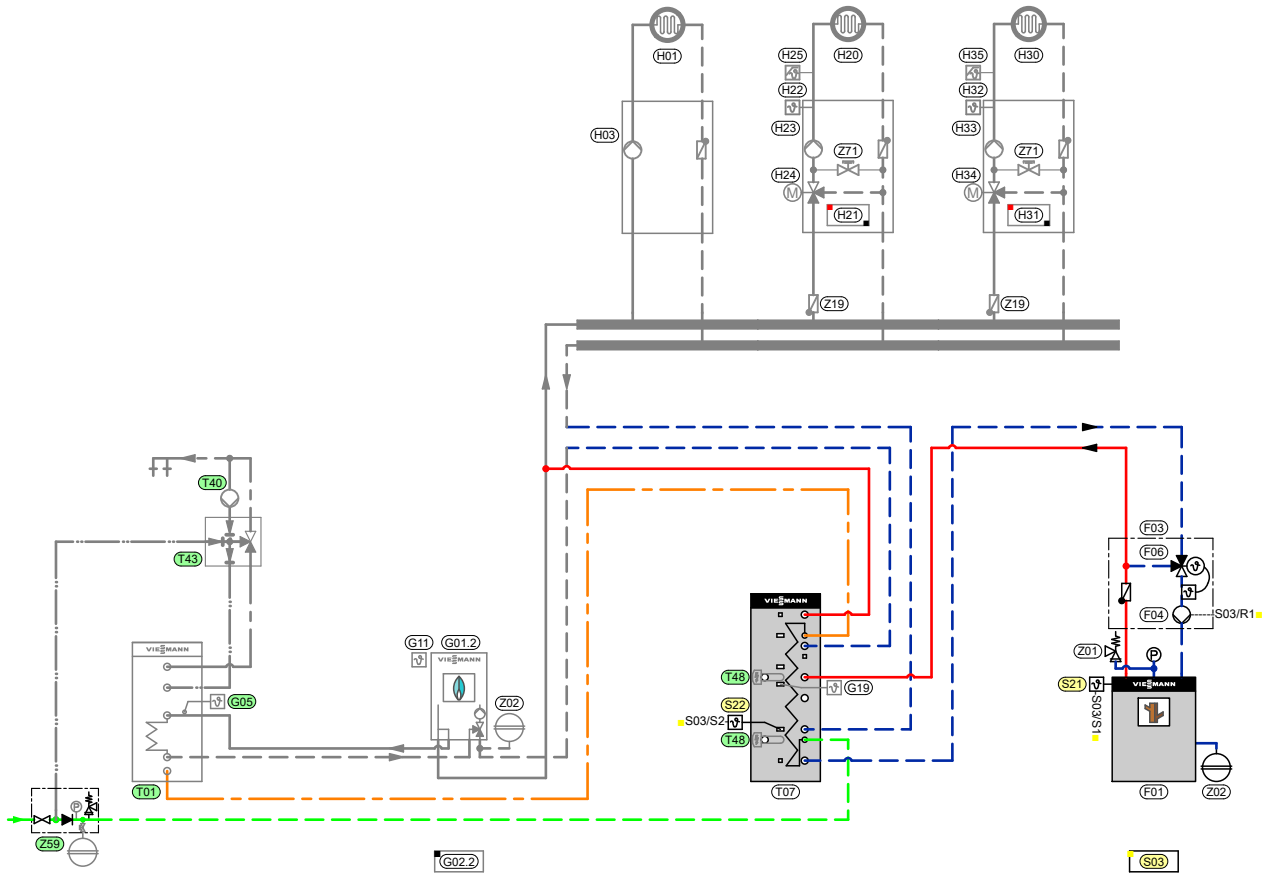 H01
H20
H30
H25
H35
H22
H32
H03
H23
H33
Z71
Z71
H24
H34
M
M
H21
H31
Z19
Z19
T40
T43
F03
F06
F04
S03/R1
VIESMANN
P
Z01
P
VIESMANN
G11
G01.2
VIESMANN
T48
G19
S21
VIESMANN
G05
S22
Z02
S03/S2
S03/S1
T48
T01
T07
F01
Z02
P
Z59
G02.2
S03